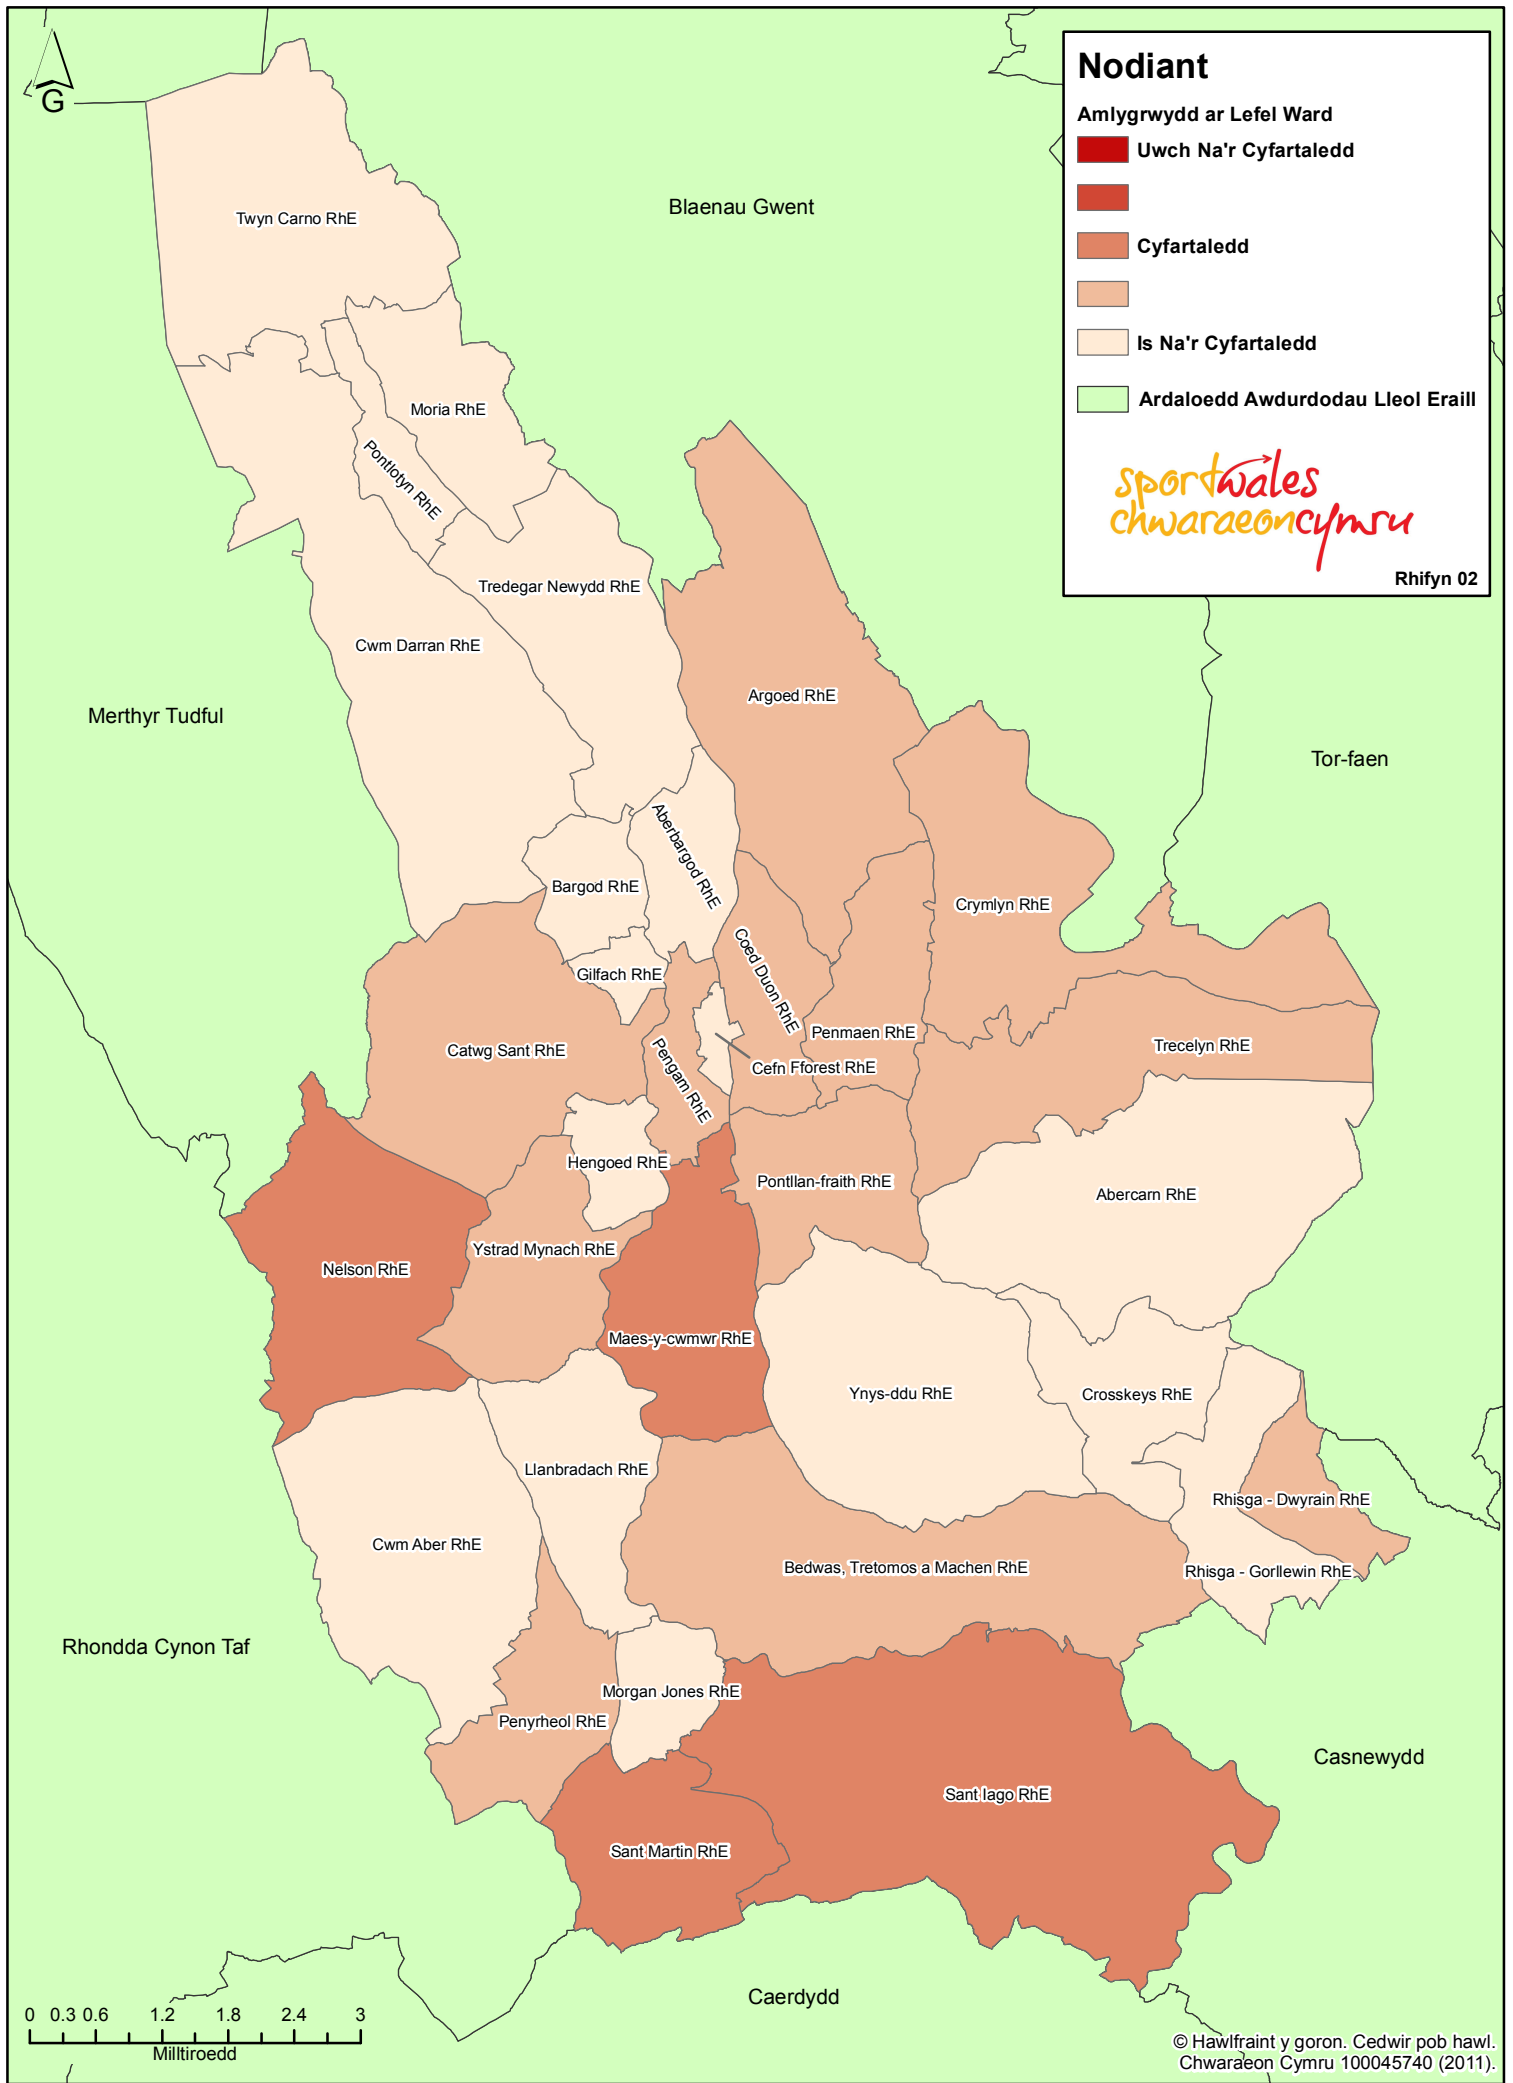 G
Nodiant
Amlygrwydd ar Lefel Ward
Uwch Na'r Cyfartaledd
Cyfartaledd
Is Na'r Cyfartaledd
Ardaloedd Awdurdodau Lleol Eraill
sportwales
chwaraeoncymru
Rhifyn 02
Blaenau Gwent
Twyn Carno RhE
Moria RhE
Pontlotyn RhE
Tredegar Newydd RhE
Cwm Darran RhE
Argoed RhE
Merthyr Tudful
Tor-faen
Aberbargod RhE
Bargod RhE
Crymlyn RhE
Gilfach RhE
Coed Duon RhE
Penmaen RhE
Catwg Sant RhE
Trecelyn RhE
Pengam RhE
Cefn Fforest RhE
Hengoed RhE
Pontllan-fraith RhE
Abercarn RhE
Ystrad Mynach RhE
Nelson RhE
Maes-y-cwmwr RhE
Ynys-ddu RhE
Crosskeys RhE
Llanbradach RhE
Rhisga - Dwyrain RhE
Cwm Aber RhE
Bedwas, Tretomos a Machen RhE
Rhisga - Gorllewin RhE
Rhondda Cynon Taf
Morgan Jones RhE
Penyrheol RhE
Casnewydd
Sant Iago RhE
Sant Martin RhE
Caerdydd
0 0.3 0.6 1.2 1.8 2.4 3
Milltiroedd
© Hawlfraint y goron. Cedwir pob hawl.
Chwaraeon Cymru 100045740 (2011).